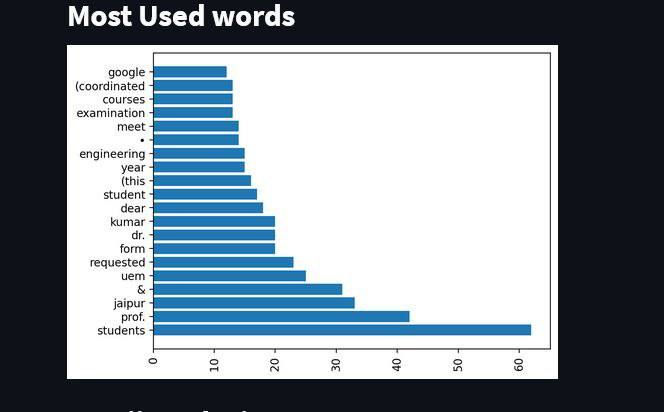 Most Used words
google
(coordinated
courses
examination
meet
•
engineering
year
(this
student
dear
kumar
dr.
form
requested
uem
&
jaipur
prof.
students
0 10 20 30 40 50 60